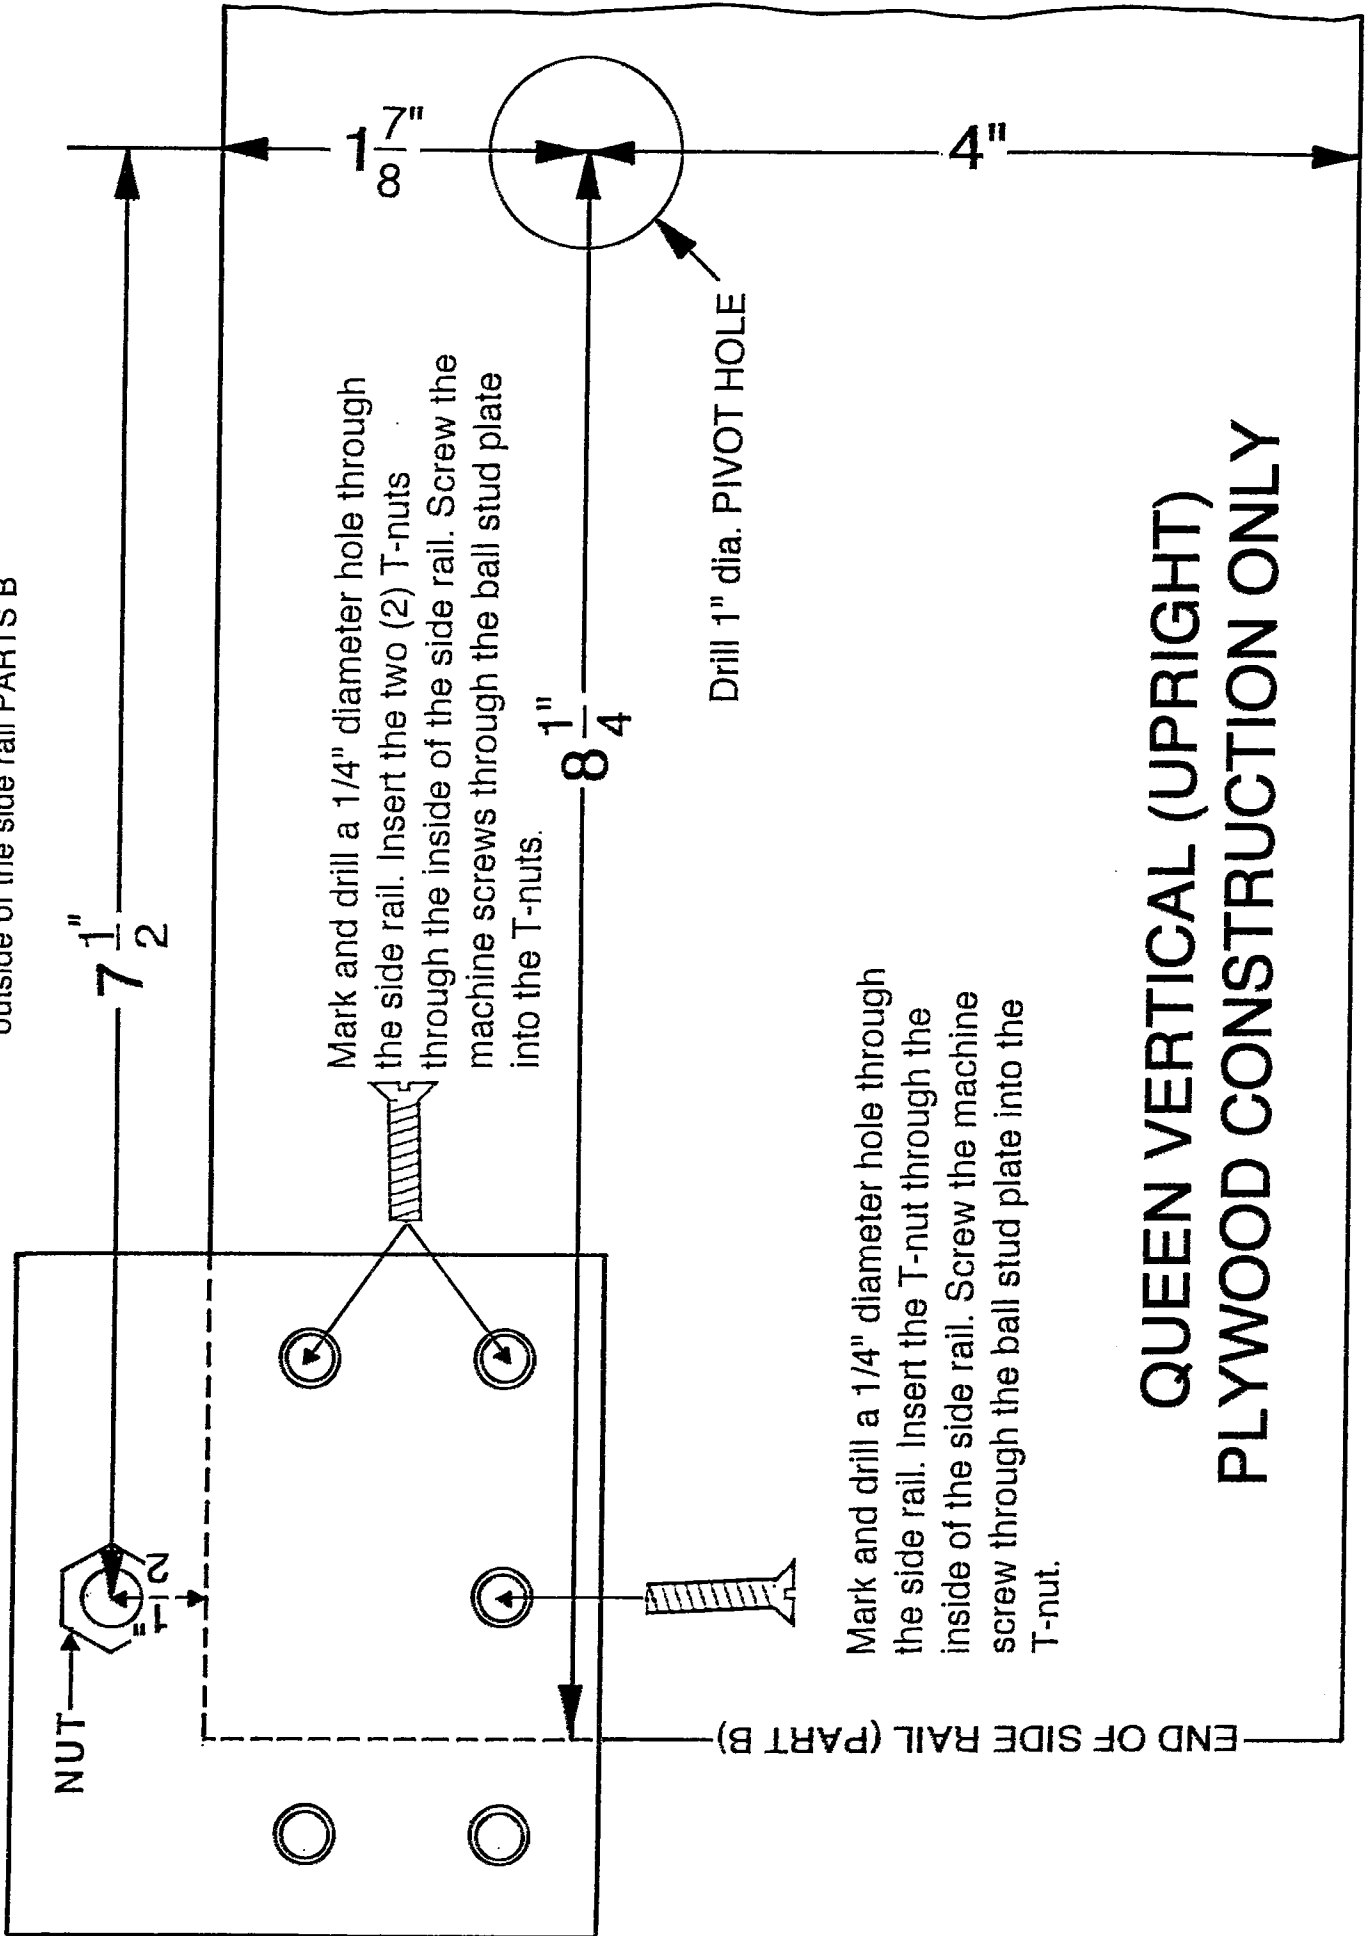 outside of the side rail PARTS B
7 1/2"
1 7/8"
4"
8 1/4"
NUT
1"/2
Mark and drill a 1/4" diameter hole through
the side rail. Insert the two (2) T-nuts
through the inside of the side rail. Screw the
machine screws through the ball stud plate
into the T-nuts.
Drill 1" dia. PIVOT HOLE
Mark and drill a 1/4" diameter hole through
the side rail. Insert the T-nut through the
inside of the side rail. Screw the machine
screw through the ball stud plate into the
T-nut.
END OF SIDE RAIL (PART B)
QUEEN VERTICAL (UPRIGHT)
PLYWOOD CONSTRUCTION ONLY